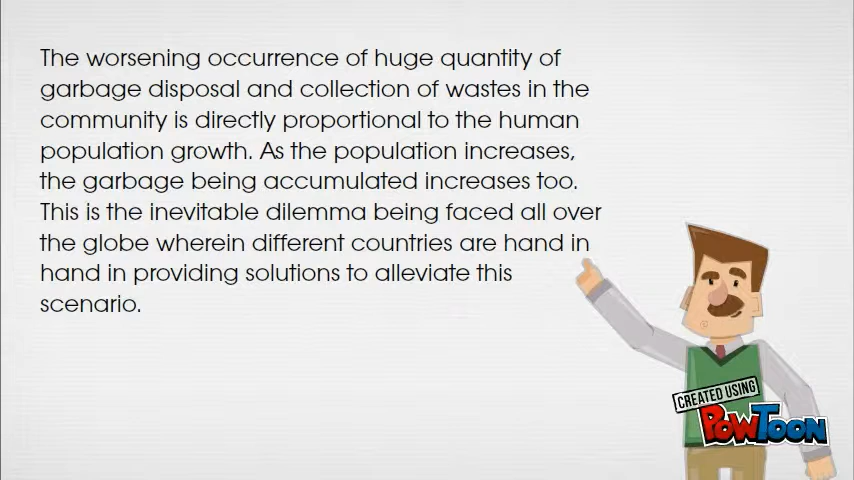 The worsening occurrence of huge quantity of
garbage disposal and collection of wastes in the
community is directly proportional to the human
population growth. As the population increases,
the garbage being accumulated increases too.
This is the inevitable dilemma being faced all over
the globe wherein different countries are hand in
hand in providing solutions to alleviate this
scenario.
CREATED USING
POWTOON